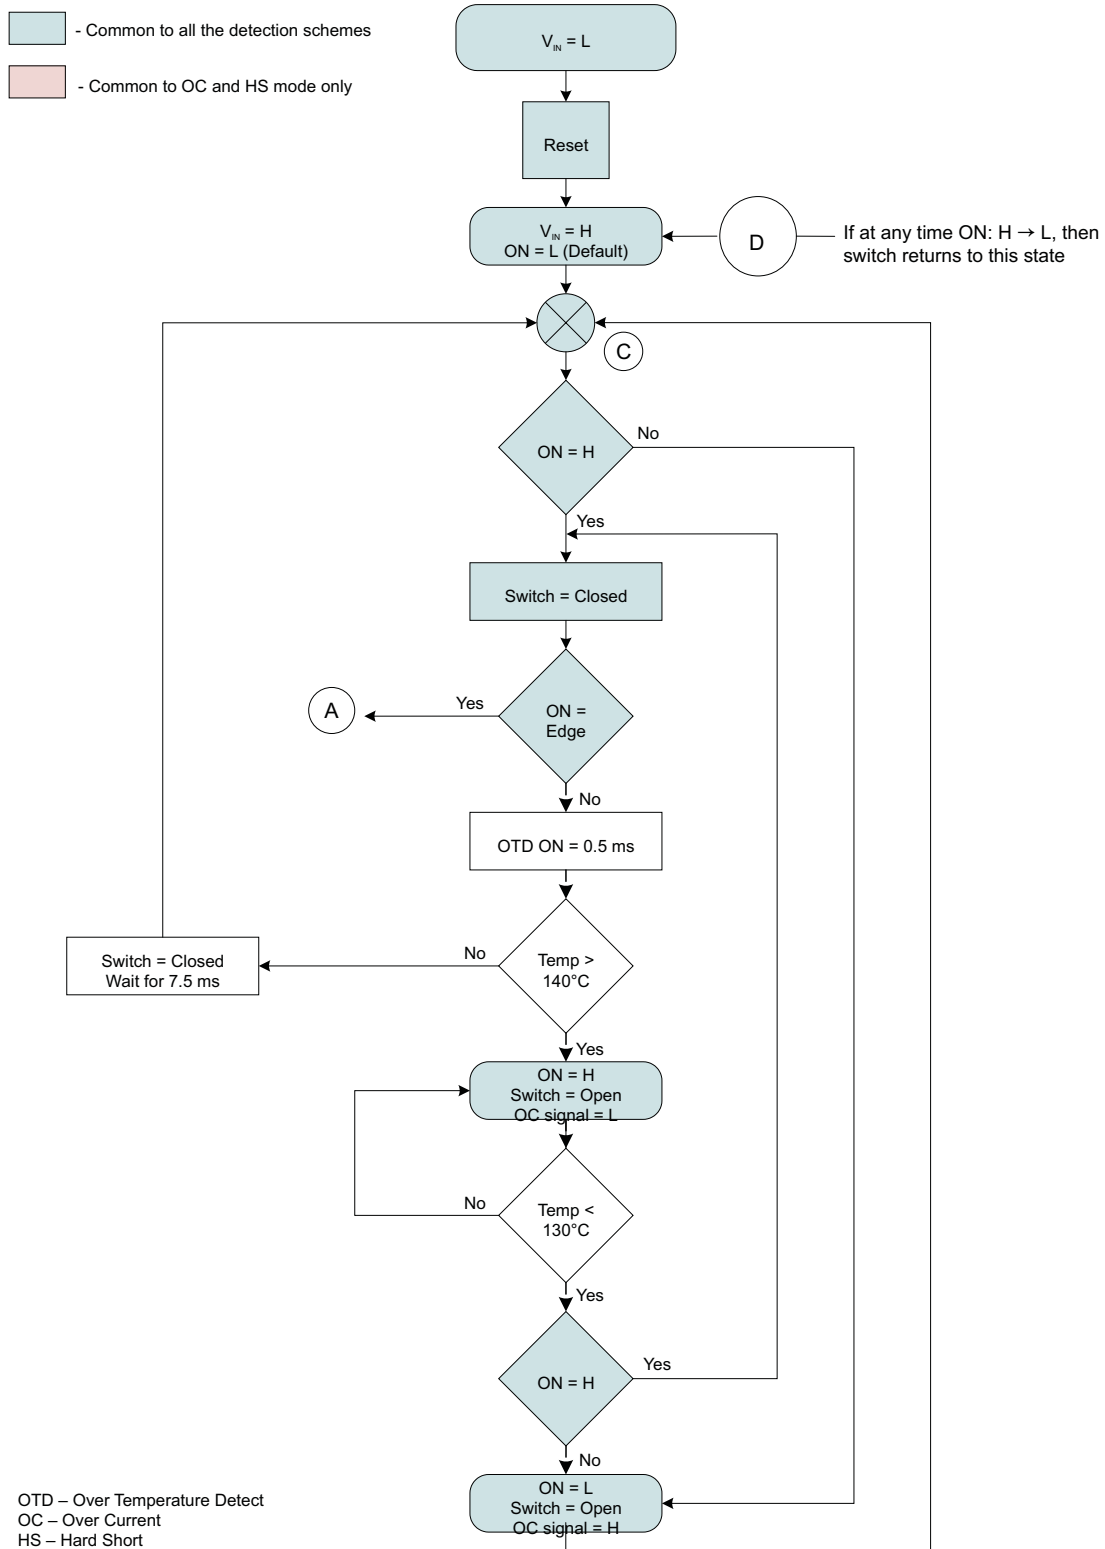 - Common to all the detection schemes
- Common to OC and HS mode only
V_IN = L
Reset
V_IN = H
ON = L (Default)
D
If at any time ON: H → L, then
switch returns to this state
C
ON = H
No
Yes
Switch = Closed
ON =
Edge
Yes
A
No
OTD ON = 0.5 ms
Temp >
140°C
No
Switch = Closed
Wait for 7.5 ms
Yes
ON = H
Switch = Open
OC signal = L
Temp <
130°C
No
Yes
ON = H
Yes
No
ON = L
Switch = Open
OC signal = H
OTD – Over Temperature Detect
OC – Over Current
HS – Hard Short